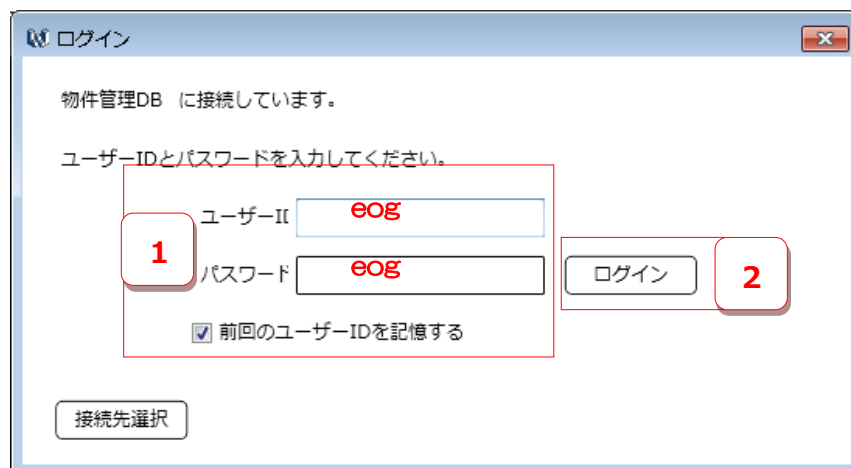 ログイン
物件管理DB に接続しています。
ユーザーIDとパスワードを入力してください。
ユーザーII eog
1
パスワード eog
ログイン 2
前回のユーザーIDを記憶する
接続先選択